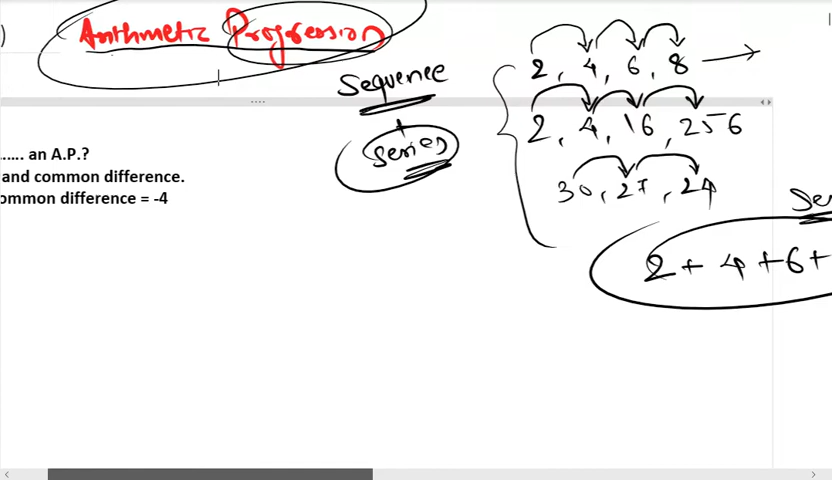 )
Arithmetic Progression
Sequence
+
Series
2, 4, 6, 8
2, 4, 16, 256
30, 27, 24
2 + 4 + 6 +
...... an A.P.?
and common difference.
ommon difference = -4